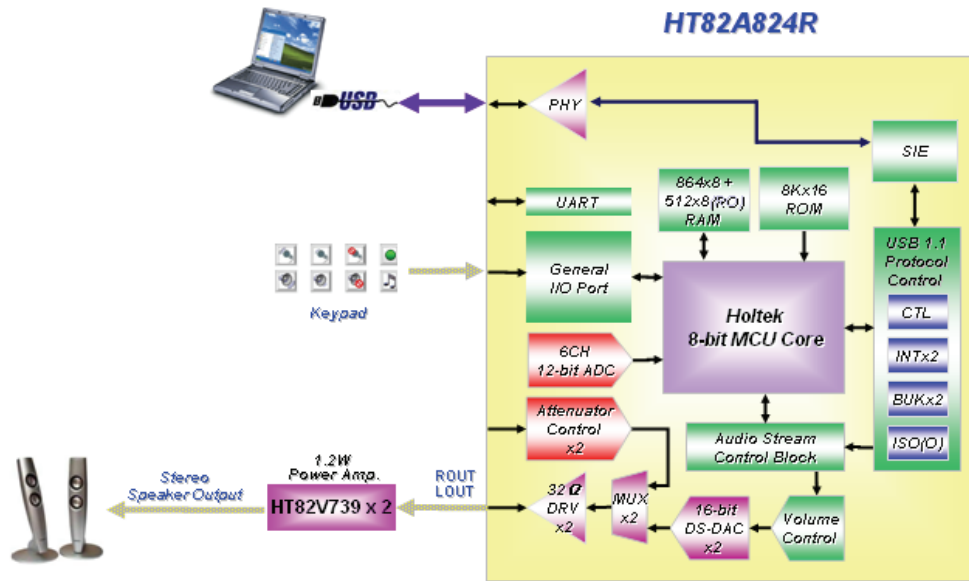 HT82A824R
USB
PHY
SIE
UART
864x8 +
512x8(RO)
RAM
8Kx16
ROM
USB 1.1
Protocol
Control
CTL
INTx2
BUKx2
ISO(O)
Keypad
General
I/O Port
Holtek
8-bit MCU Core
6CH
12-bit ADC
Attenuator
Control
x2
Audio Stream
Control Block
Stereo
Speaker Output
1.2W
Power Amp.
HT82V739 x 2
ROUT
LOUT
32 Ω
DRV
x2
MUX
x2
16-bit
DS-DAC
x2
Volume
Control